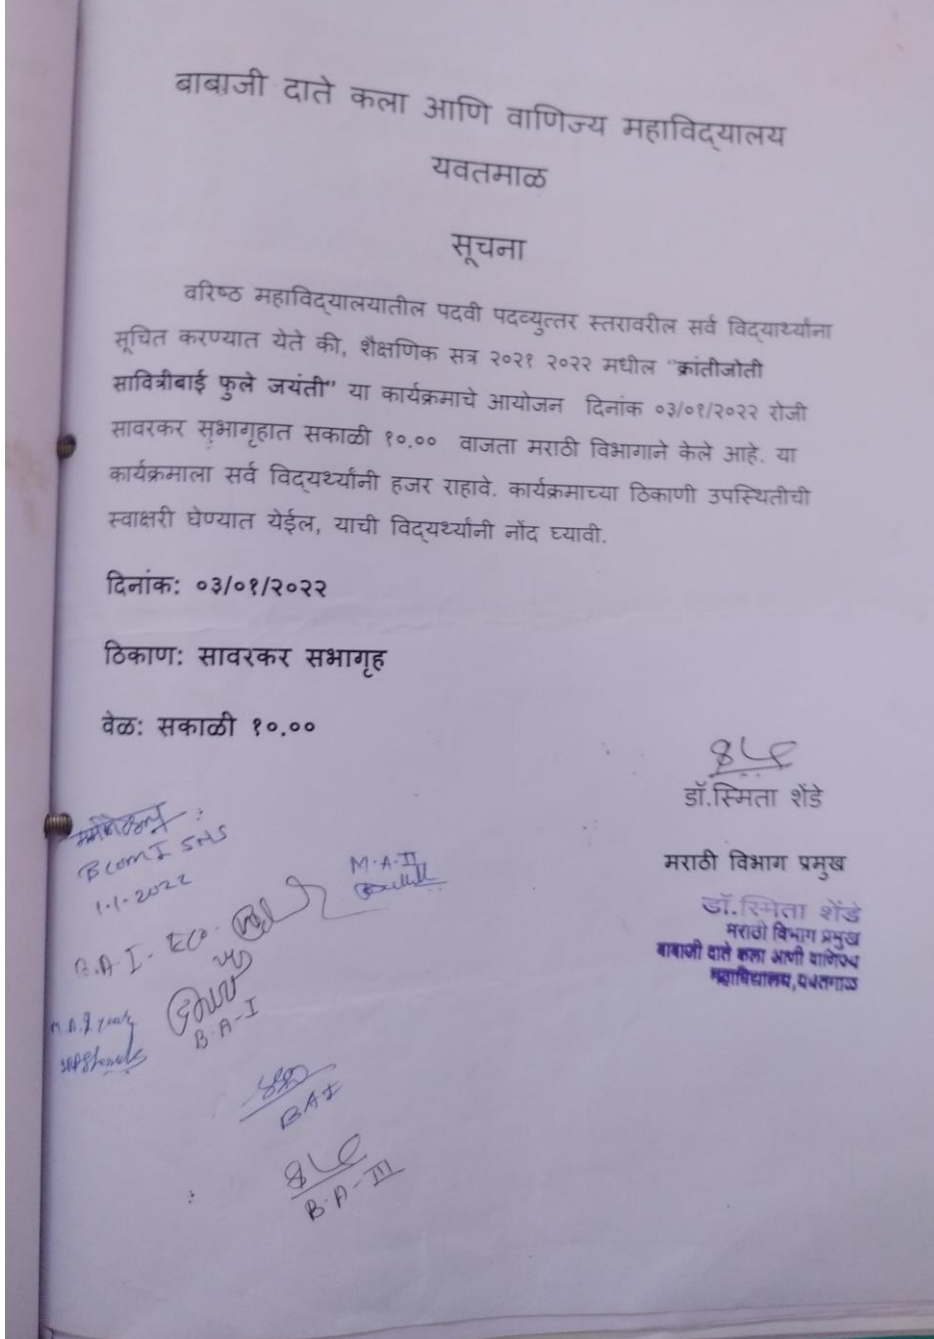 बाबाजी दाते कला आणि वाणिज्य महाविद्यालय
यवतमाळ
सूचना
वरिष्ठ महाविद्यालयातील पदवी पदव्युत्तर स्तरावरील सर्व विद्यार्थ्यांना
सूचित करण्यात येते की, शैक्षणिक सत्र २०२१ २०२२ मधील "क्रांतीजोती
सावित्रीबाई फुले जयंती" या कार्यक्रमाचे आयोजन दिनांक ०३/०१/२०२२ रोजी
सावरकर सभागृहात सकाळी १०.०० वाजता मराठी विभागाने केले आहे. या
कार्यक्रमाला सर्व विद्यर्थ्यांनी हजर राहावे. कार्यक्रमाच्या ठिकाणी उपस्थितीची
स्वाक्षरी घेण्यात येईल, याची विद्यर्थ्यांनी नोंद घ्यावी.
दिनांक: ०३/०१/२०२२
ठिकाण: सावरकर सभागृह
वेळ: सकाळी १०.००
डॉ.स्मिता शेंडे
मराठी विभाग प्रमुख
डॉ.स्मिता शेंडे
मराठी विभाग प्रमुख
बाबाजी दाते कला आणी वाणिज्य
महाविद्यालय, यवतमाळ
BComI
1-1-2022
M.A-II
B.A-I- ECO.
B.A-I
BAI
B.A-III